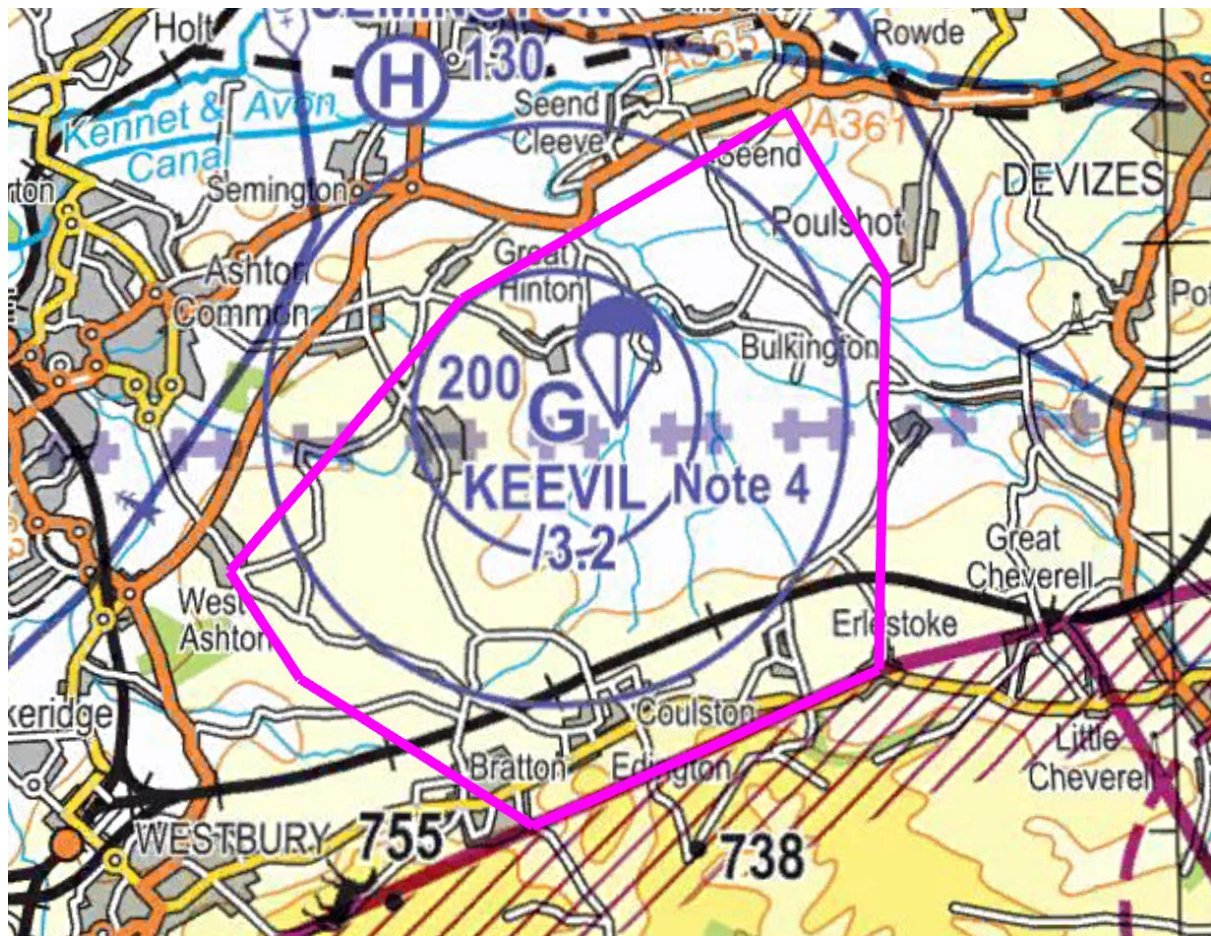 SEMINGTON
Holt
Rowde
A365
H
130
Seend
Cleeve
Kennet & Avon
Canal
A361
Seend
DEVIZES
Semington
Poulshot
Great
Hinton
Ashton
Common
Bulkington
200
G
KEEVIL Note 4
/3.2
Great
Cheverell
West
Ashton
Erlestoke
Coulston
Little
Cheverell
Bratton
Edington
WESTBURY
755
738